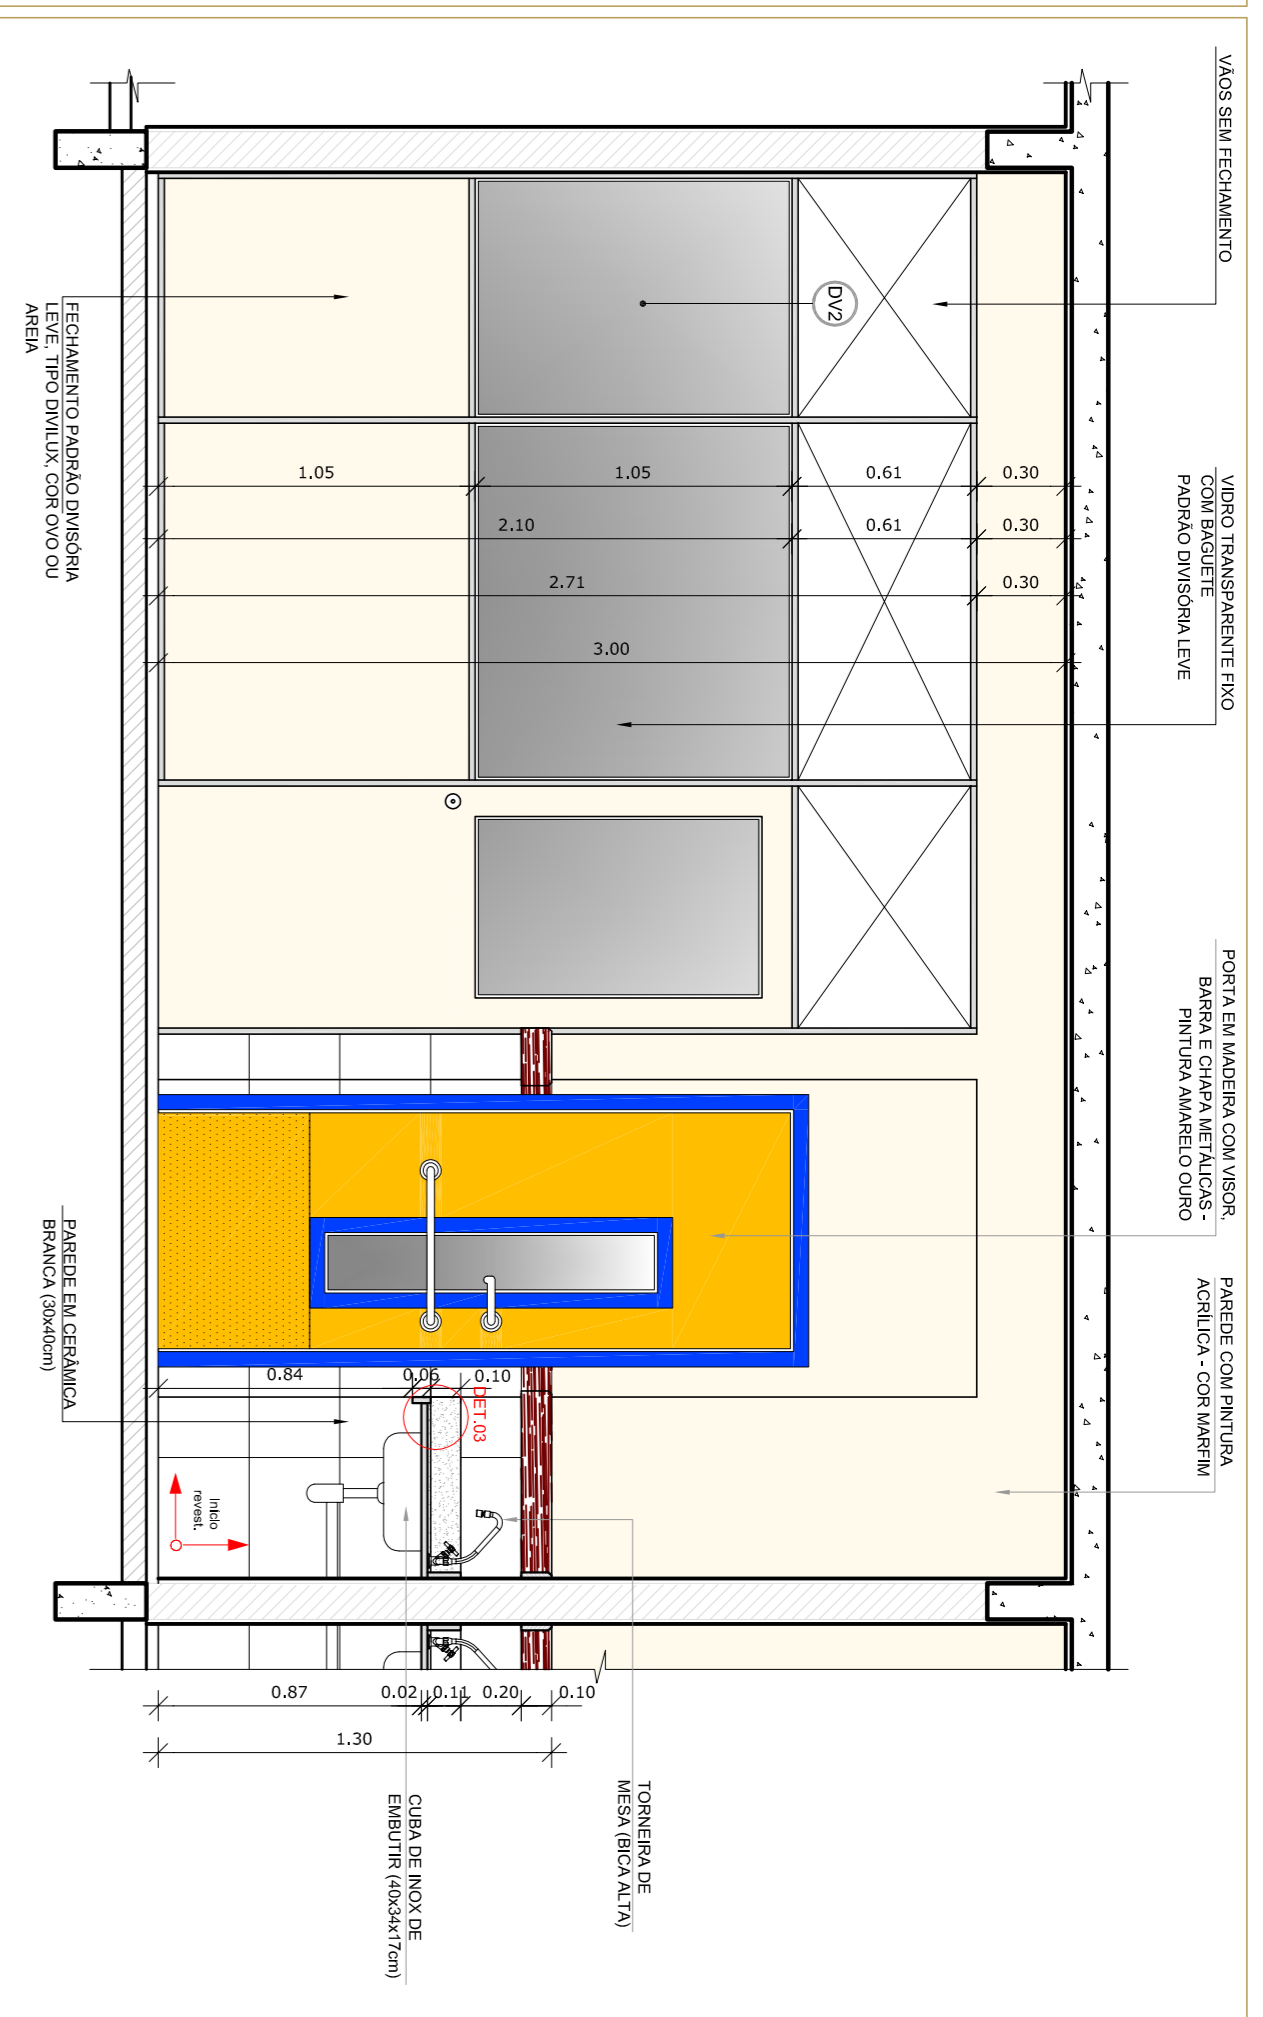 VÃOS SEM FECHAMENTO
VIDRO TRANSPARENTE FIXO
COM BAGUETE
PADRÃO DIVISÓRIA LEVE
PORTA EM MADEIRA COM VISOR,
BARRA E CHAPA METÁLICAS -
PINTURA AMARELO OURO
PAREDE COM PINTURA
ACRÍLICA - COR MARFIM
DV2
0.30
0.61
1.05
1.05
0.30
0.61
2.10
0.30
2.71
3.00
FECHAMENTO PADRÃO DIVISÓRIA
LEVE, TIPO DIVILUX, COR OVO OU
AREIA
0.10
0.06
0.84
DET.03
Início
revest.
PAREDE EM CERÂMICA
BRANCA (30x40cm)
0.10
0.20
0.11
0.02
0.87
1.30
TORNEIRA DE
MESA (BICA ALTA)
CUBA DE INOX DE
EMBUTIR (40x34x17cm)